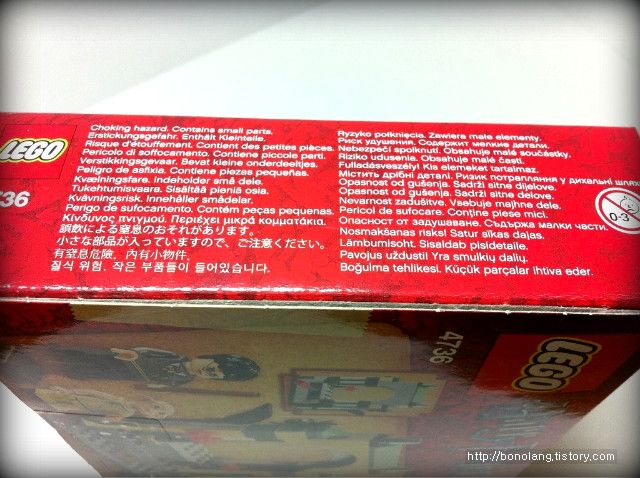 LEGO
736
Choking hazard. Contains small parts.
Erstickungsgefahr. Enthält Kleinteile.
Risque d'étouffement. Contient des petites pièces.
Pericolo di soffocamento. Contiene piccole parti.
Verstikkingsgevaar. Bevat kleine onderdeeltjes.
Peligro de asfixia. Contiene piezas pequeñas.
Kvælningsfare. Indeholder små dele.
Tukehtumisvaara. Sisältää pieniä osia.
Kvävningsrisk. Innehåller smådelar.
Perigo de sufocamento. Contém peças pequenas.
Κίνδυνος πνιγμού. Περιέχει μικρά κομματάκια.
誤飲による窒息のおそれがあります。
小さな部品が入っていますので、ご注意ください。
有窒息危險，內有小物件.
질식 위험. 작은 부품들이 들어있습니다.
Ryzyko połknięcia. Zawiera małe elementy.
Риск удушения. Содержит мелкие детали.
Nebezpečí spolknutí. Obsahuje malé součástky.
Riziko udusenia. Obsahuje malé časti.
Fulladásveszély! Kis elemeket tartalmaz.
Містить дрібні деталі. Ризик потрапляння у дихальні шлях
Opasnost od gušenja. Sadrži sitne dijelove.
Opasnost od gušenja. Sadrži sitne delove.
Nevarnost zadušitve. Vsebuje majhne dele.
Pericol de sufocare. Conține piese mici.
Опасност от задушаване. Съдържа малки части.
Nosmakšanas risks! Satur sīkas daļas.
Lämbumisoht. Sisaldab pisidetaile.
Pavojus uždusti! Yra smulkių dalių.
Boğulma tehlikesi. Küçük parçalar ihtiva eder.
0-3
4736
LEGO
http://bonolang.tistory.com